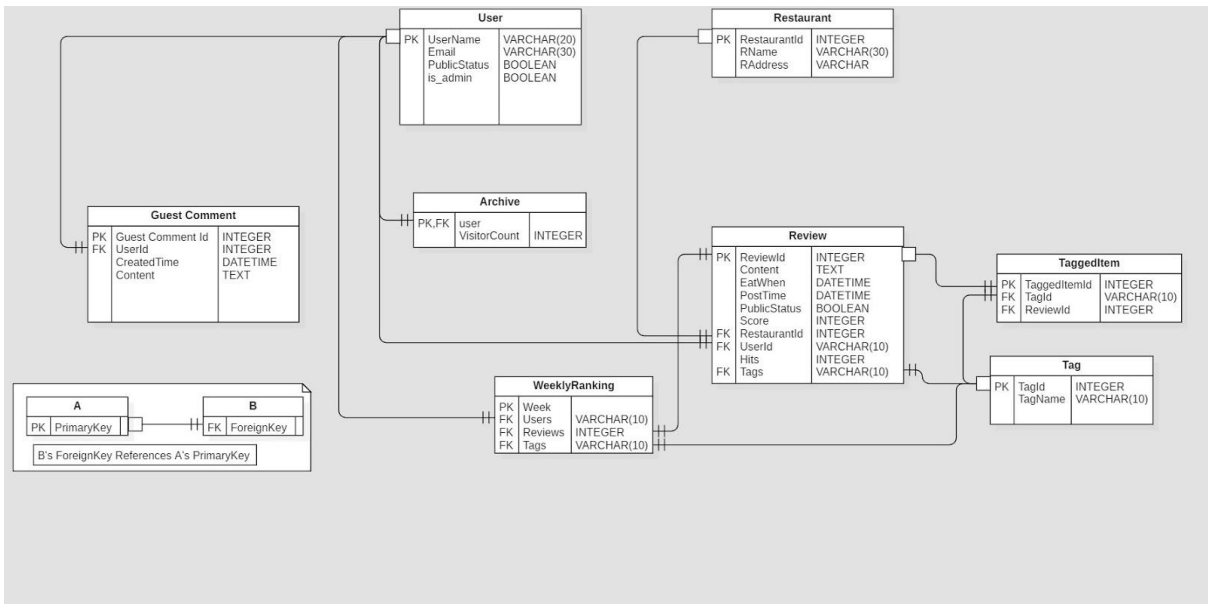 User
PK UserName VARCHAR(20)
Email VARCHAR(30)
PublicStatus BOOLEAN
is_admin BOOLEAN
Restaurant
PK RestaurantId INTEGER
RName VARCHAR(30)
RAddress VARCHAR
Guest Comment
PK Guest Comment Id INTEGER
FK UserId INTEGER
CreatedTime DATETIME
Content TEXT
Archive
PK,FK user
VisitorCount INTEGER
Review
PK ReviewId INTEGER
Content TEXT
EatWhen DATETIME
PostTime DATETIME
PublicStatus BOOLEAN
Score INTEGER
FK RestaurantId INTEGER
FK UserId VARCHAR(10)
Hits INTEGER
FK Tags VARCHAR(10)
TaggedItem
PK TaggedItemId INTEGER
FK TagId VARCHAR(10)
FK ReviewId INTEGER
Tag
PK TagId INTEGER
TagName VARCHAR(10)
WeeklyRanking
PK Week
FK Users VARCHAR(10)
FK Reviews INTEGER
FK Tags VARCHAR(10)
A
PK PrimaryKey
B
FK ForeignKey
B's ForeignKey References A's PrimaryKey